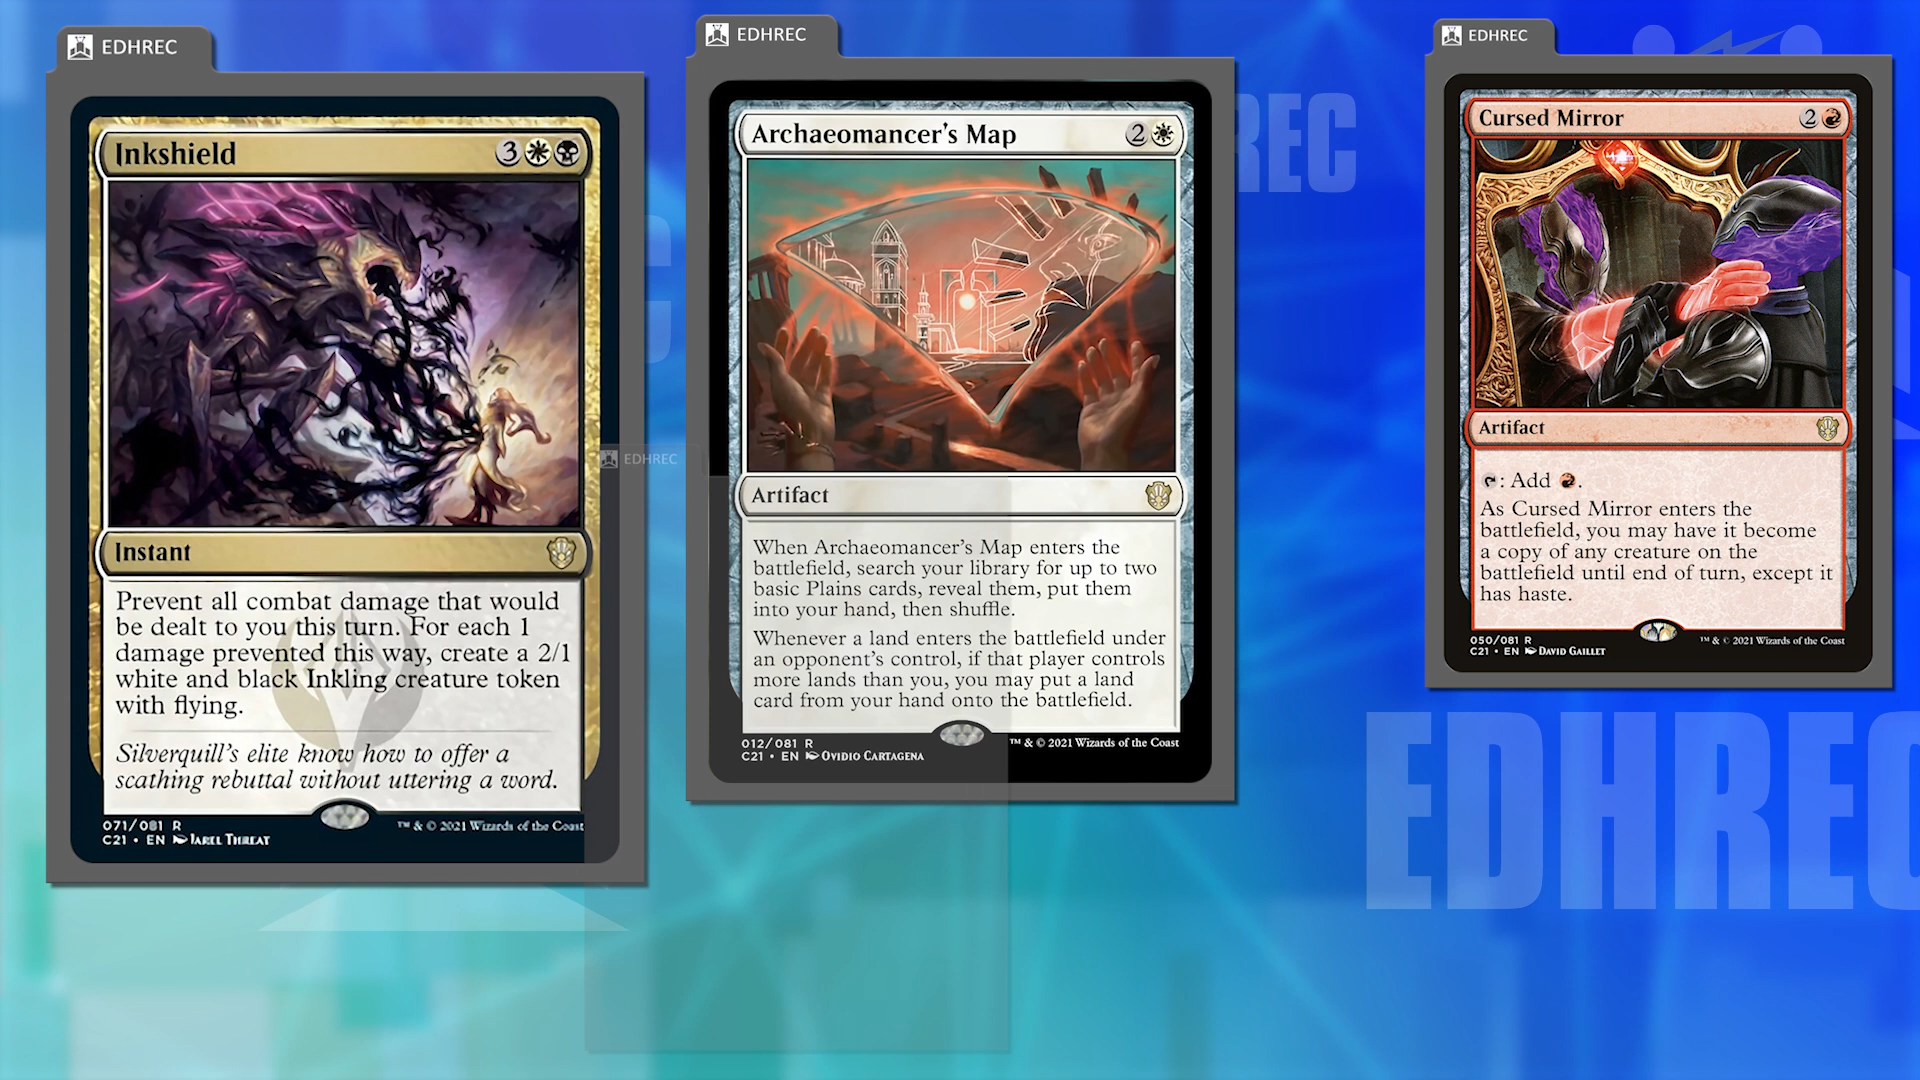 EDHREC
Inkshield
3
Instant
Prevent all combat damage that would
be dealt to you this turn. For each 1
damage prevented this way, create a 2/1
white and black Inkling creature token
with flying.
Silverquill's elite know how to offer a
scathing rebuttal without uttering a word.
071/081 R
C21 • EN JAREL THREAT
™ & © 2021 Wizards of the Coast
EDHREC
Archaeomancer's Map
2
Artifact
When Archaeomancer's Map enters the
battlefield, search your library for up to two
basic Plains cards, reveal them, put them
into your hand, then shuffle.
Whenever a land enters the battlefield under
an opponent's control, if that player controls
more lands than you, you may put a land
card from your hand onto the battlefield.
012/081 R
C21 • EN OVIDIO CARTAGENA
™ & © 2021 Wizards of the Coast
EDHREC
Cursed Mirror
2
Artifact
: Add .
As Cursed Mirror enters the
battlefield, you may have it become
a copy of any creature on the
battlefield until end of turn, except it
has haste.
050/081 R
C21 • EN DAVID GAILLET
™ & © 2021 Wizards of the Coast
EDHREC
REC
C
EDHREC